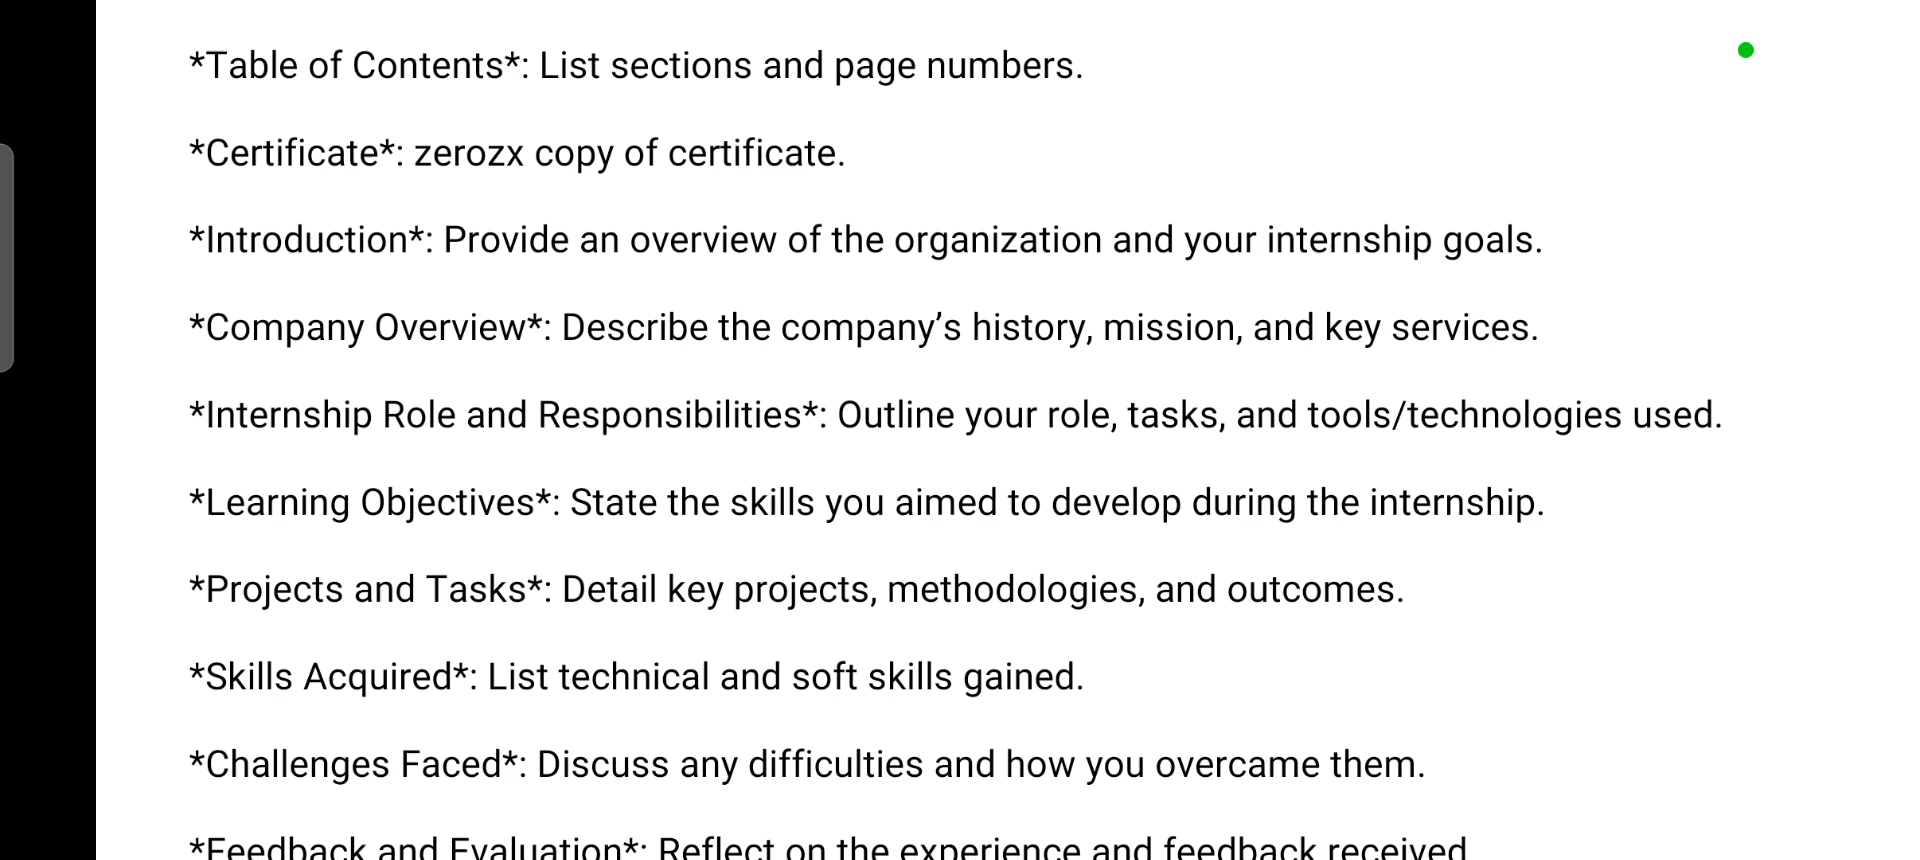 *Table of Contents*: List sections and page numbers.
*Certificate*: zerozx copy of certificate.
*Introduction*: Provide an overview of the organization and your internship goals.
*Company Overview*: Describe the company’s history, mission, and key services.
*Internship Role and Responsibilities*: Outline your role, tasks, and tools/technologies used.
*Learning Objectives*: State the skills you aimed to develop during the internship.
*Projects and Tasks*: Detail key projects, methodologies, and outcomes.
*Skills Acquired*: List technical and soft skills gained.
*Challenges Faced*: Discuss any difficulties and how you overcame them.
*Feedback and Evaluation*: Reflect on the experience and feedback received